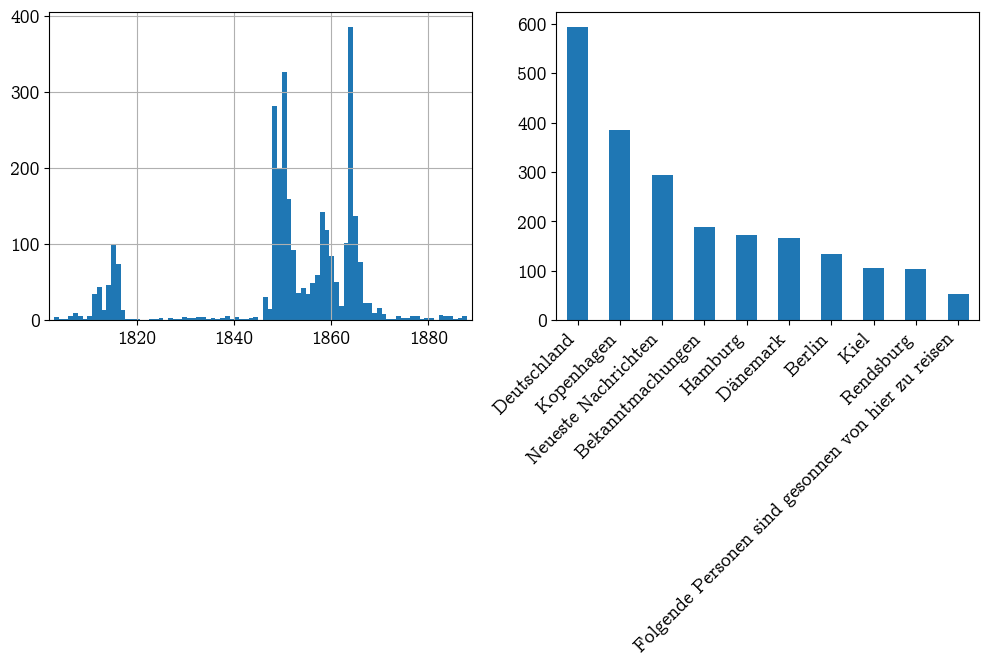 400
300
200
100
0
1820
1840
1860
1880
600
500
400
300
200
100
0
Deutschland
Kopenhagen
Neueste Nachrichten
Bekanntmachungen
Hamburg
Dänemark
Berlin
Kiel
Rendsburg
Folgende Personen sind gesonnen von hier zu reisen